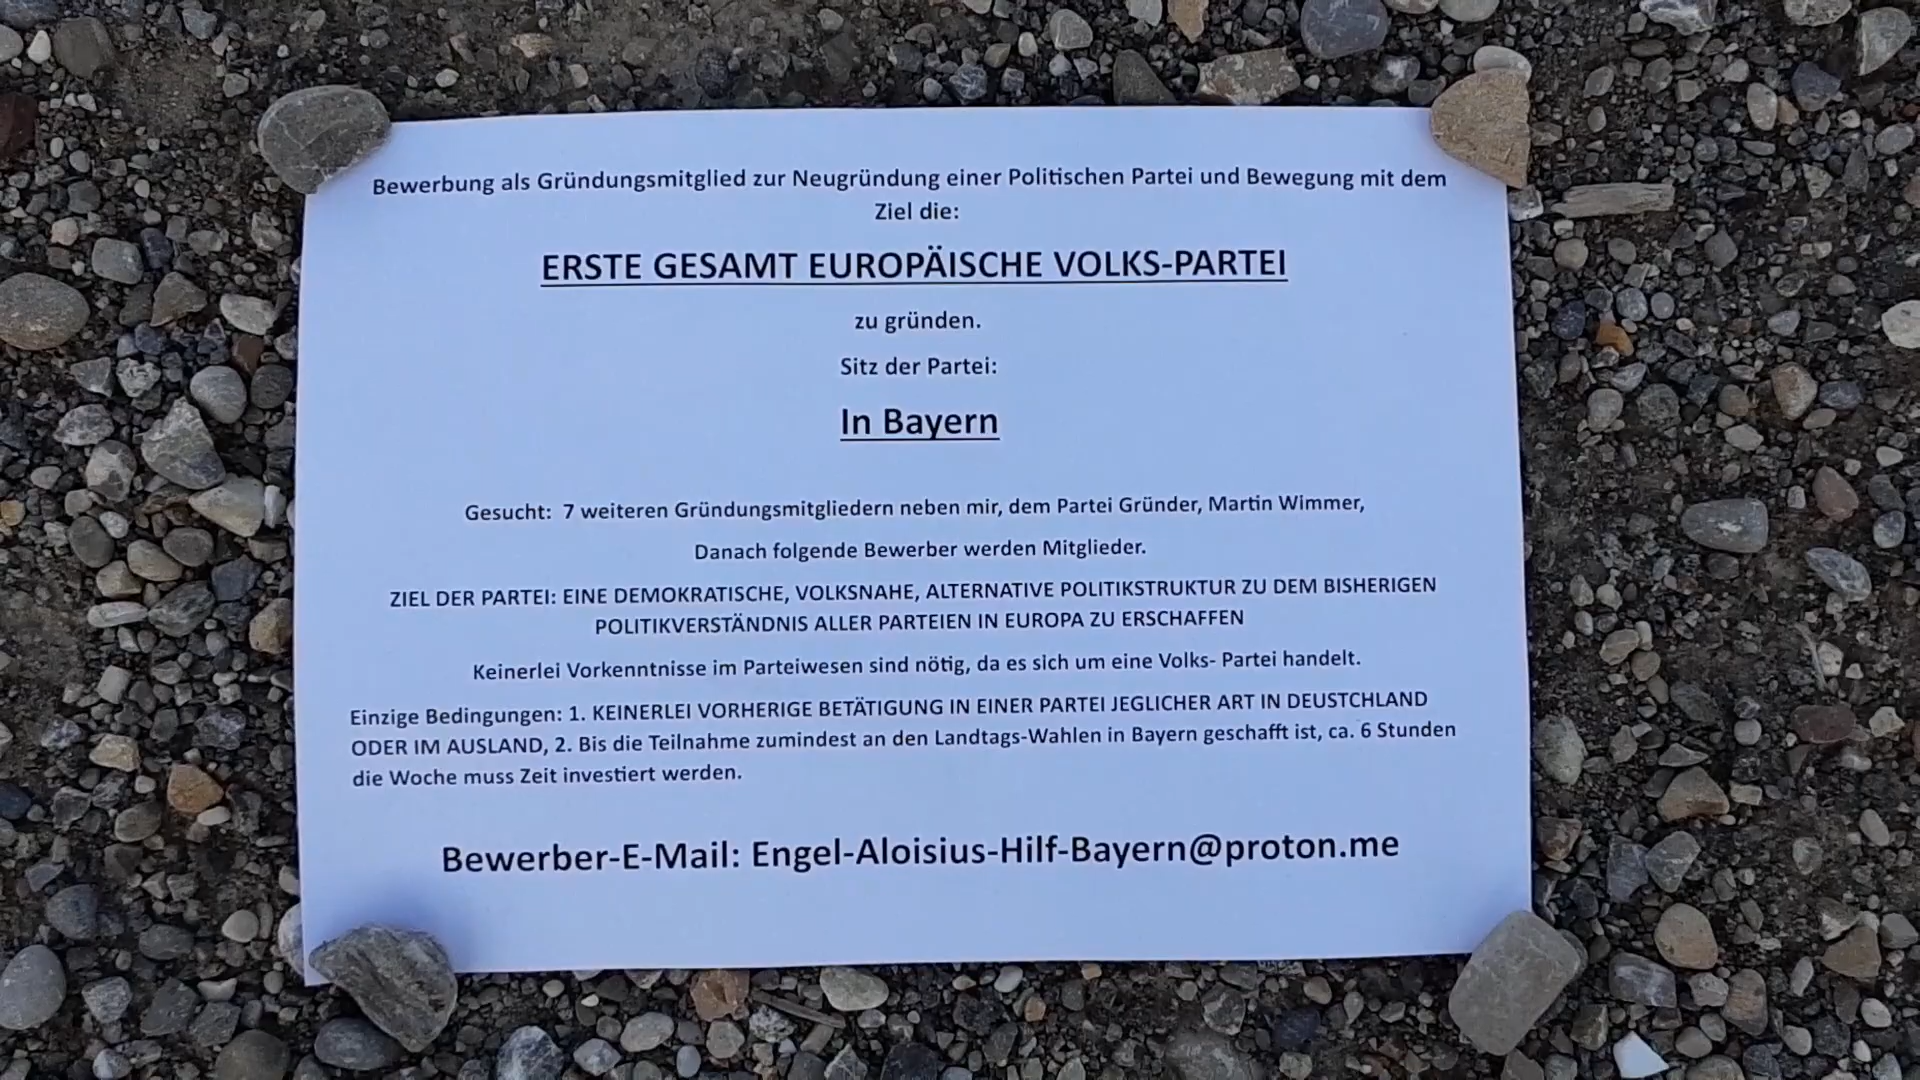 Bewerbung als Gründungsmitglied zur Neugründung einer Politischen Partei und Bewegung mit dem
Ziel die:
ERSTE GESAMT EUROPÄISCHE VOLKS-PARTEI
zu gründen.
Sitz der Partei:
In Bayern
Gesucht: 7 weiteren Gründungsmitgliedern neben mir, dem Partei Gründer, Martin Wimmer,
Danach folgende Bewerber werden Mitglieder.
ZIEL DER PARTEI: EINE DEMOKRATISCHE, VOLKSNAHE, ALTERNATIVE POLITIKSTRUKTUR ZU DEM BISHERIGEN
POLITIKVERSTÄNDNIS ALLER PARTEIEN IN EUROPA ZU ERSCHAFFEN
Keinerlei Vorkenntnisse im Parteiwesen sind nötig, da es sich um eine Volks- Partei handelt.
Einzige Bedingungen: 1. KEINERLEI VORHERIGE BETÄTIGUNG IN EINER PARTEI JEGLICHER ART IN DEUSTCHLAND
ODER IM AUSLAND, 2. Bis die Teilnahme zumindest an den Landtags-Wahlen in Bayern geschafft ist, ca. 6 Stunden
die Woche muss Zeit investiert werden.
Bewerber-E-Mail: Engel-Aloisius-Hilf-Bayern@proton.me